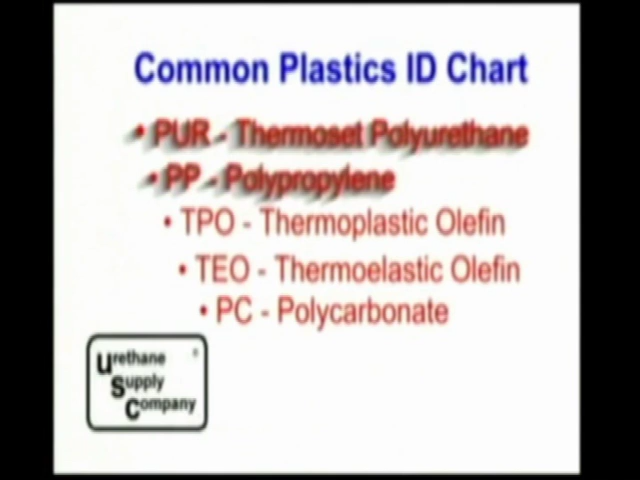 Common Plastics ID Chart
• PUR - Thermoset Polyurethane
• PP - Polypropylene
• TPO - Thermoplastic Olefin
• TEO - Thermoelastic Olefin
• PC - Polycarbonate
urethane
supply
company